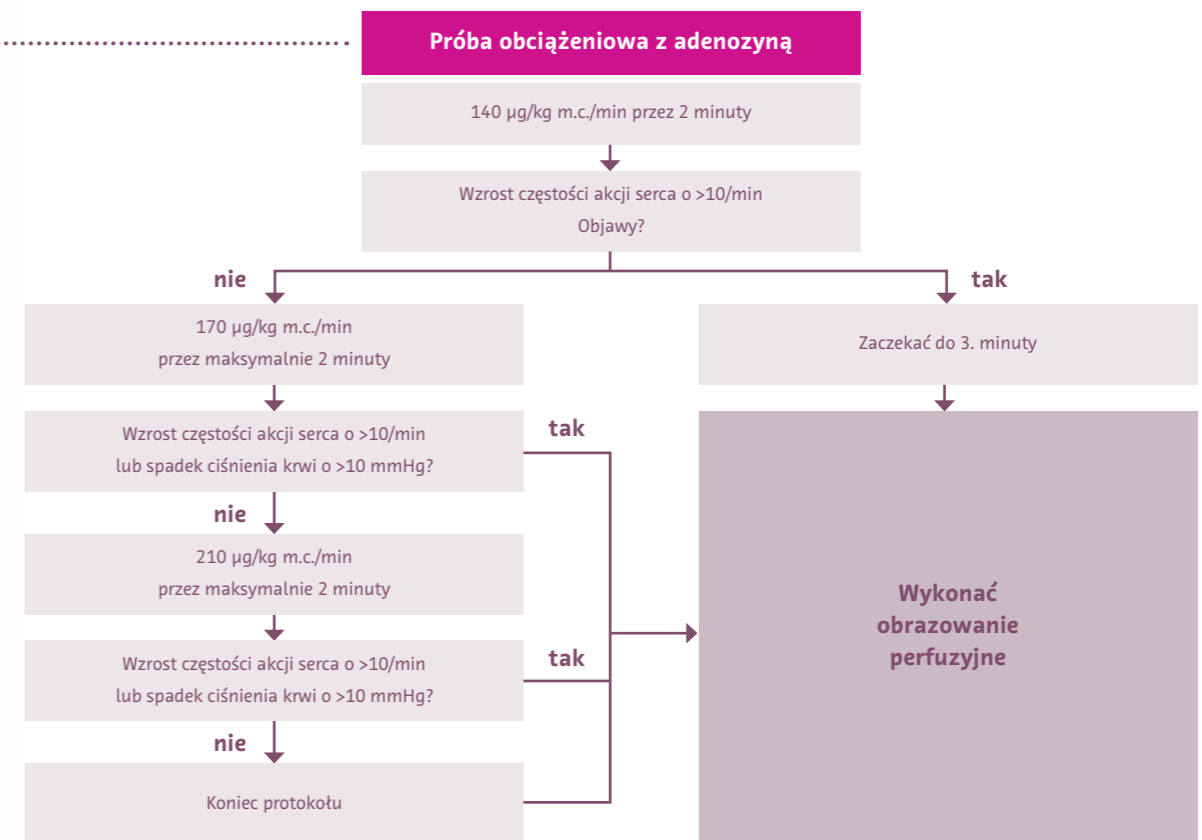 Próba obciążeniowa z adenozyną
140 µg/kg m.c./min przez 2 minuty
Wzrost częstości akcji serca o >10/min
Objawy?
nie
tak
170 µg/kg m.c./min
przez maksymalnie 2 minuty
Zaczekać do 3. minuty
Wzrost częstości akcji serca o >10/min
lub spadek ciśnienia krwi o >10 mmHg?
tak
nie
210 µg/kg m.c./min
przez maksymalnie 2 minuty
Wykonać
obrazowanie
perfuzyjne
Wzrost częstości akcji serca o >10/min
lub spadek ciśnienia krwi o >10 mmHg?
tak
nie
Koniec protokołu